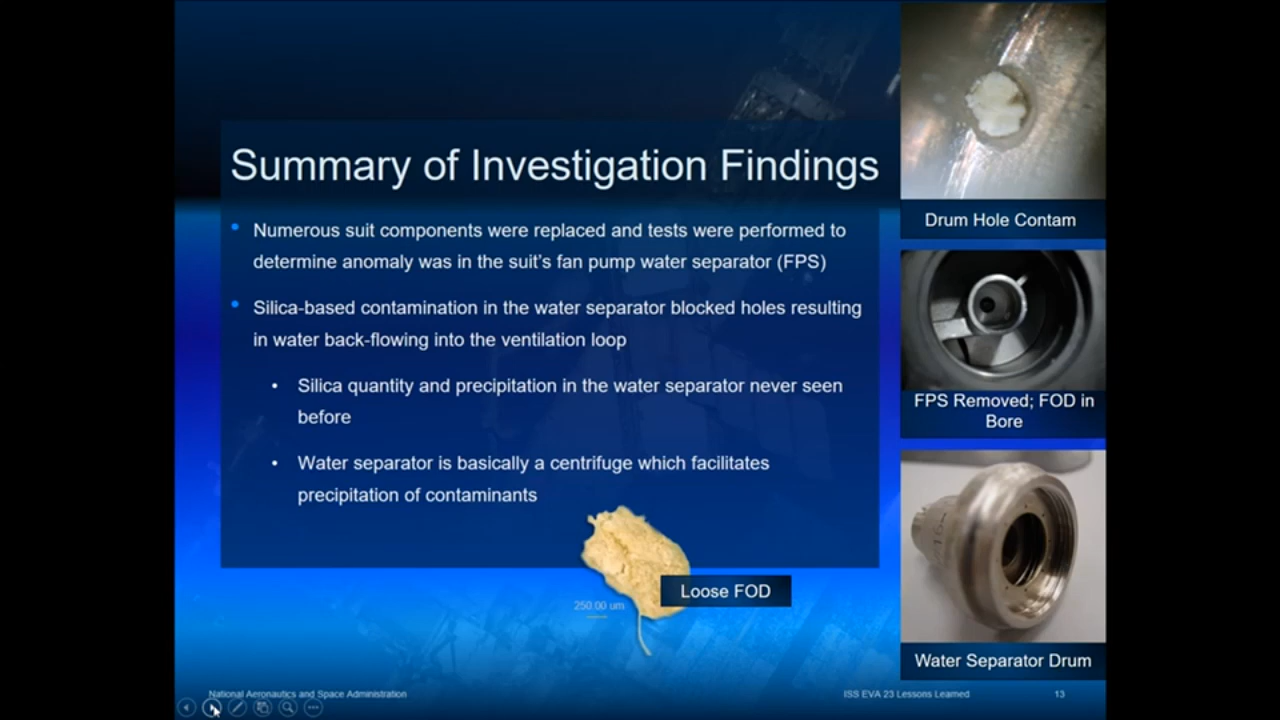 Summary of Investigation Findings
• Numerous suit components were replaced and tests were performed to
determine anomaly was in the suit's fan pump water separator (FPS)
• Silica-based contamination in the water separator blocked holes resulting
in water back-flowing into the ventilation loop
• Silica quantity and precipitation in the water separator never seen
before
• Water separator is basically a centrifuge which facilitates
precipitation of contaminants
250.00 um
Loose FOD
Drum Hole Contam
FPS Removed; FOD in
Bore
Water Separator Drum
National Aeronautics and Space Administration
ISS EVA 23 Lessons Learned
13